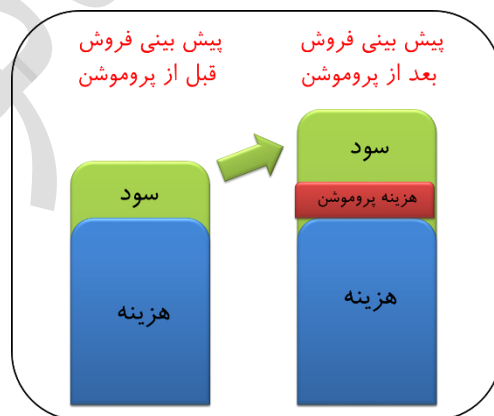 پیش بینی فروش
بعد از پروموشن
پیش بینی فروش
قبل از پروموشن
سود
هزینه پروموشن
هزینه
سود
هزینه